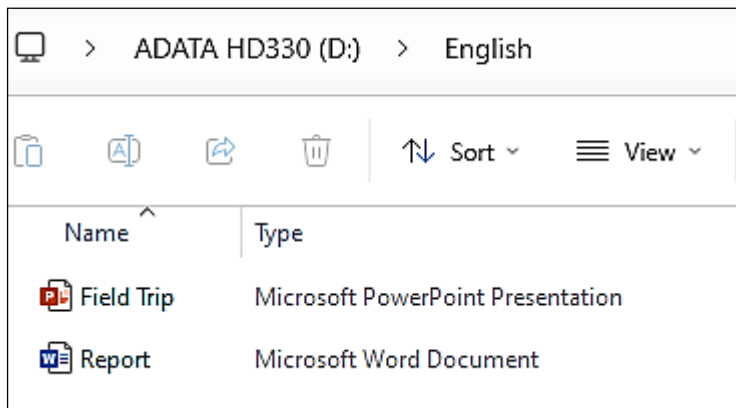 ADATA HD330 (D:) > English
Sort View
Name Type
Field Trip Microsoft PowerPoint Presentation
Report Microsoft Word Document